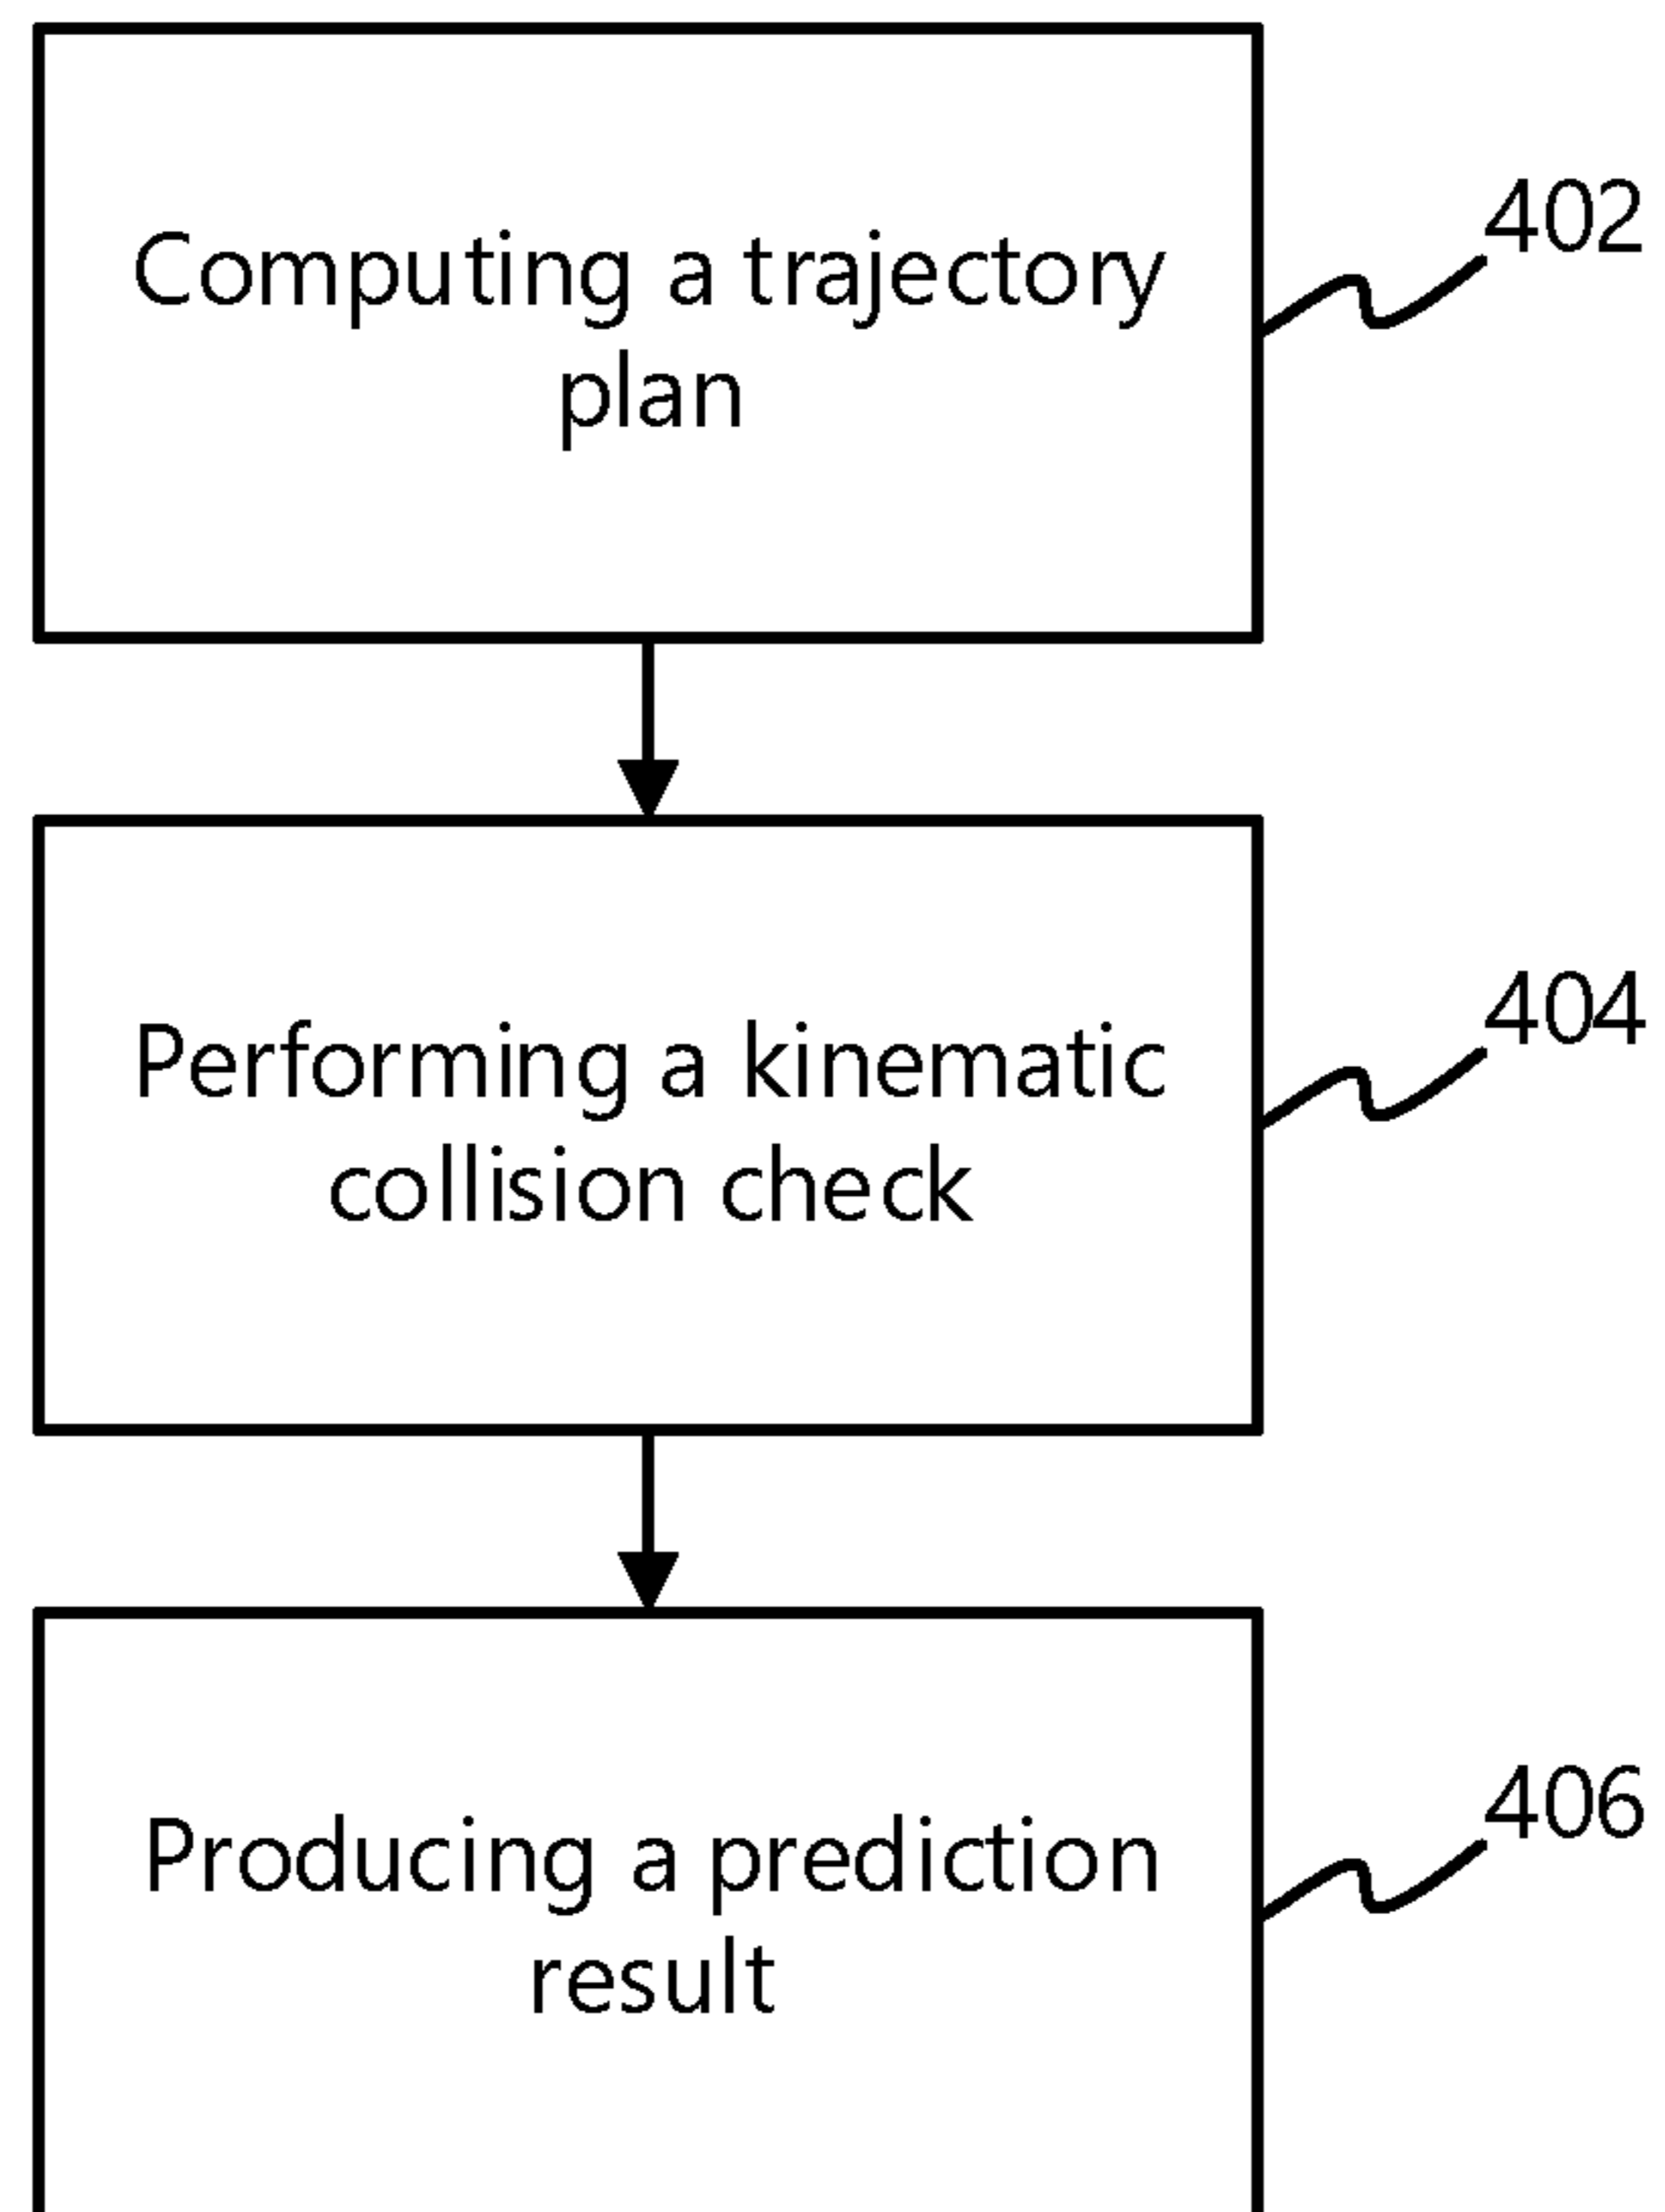 Computing a trajectory
plan
402
Performing a kinematic
collision check
404
Producing a prediction
result
406